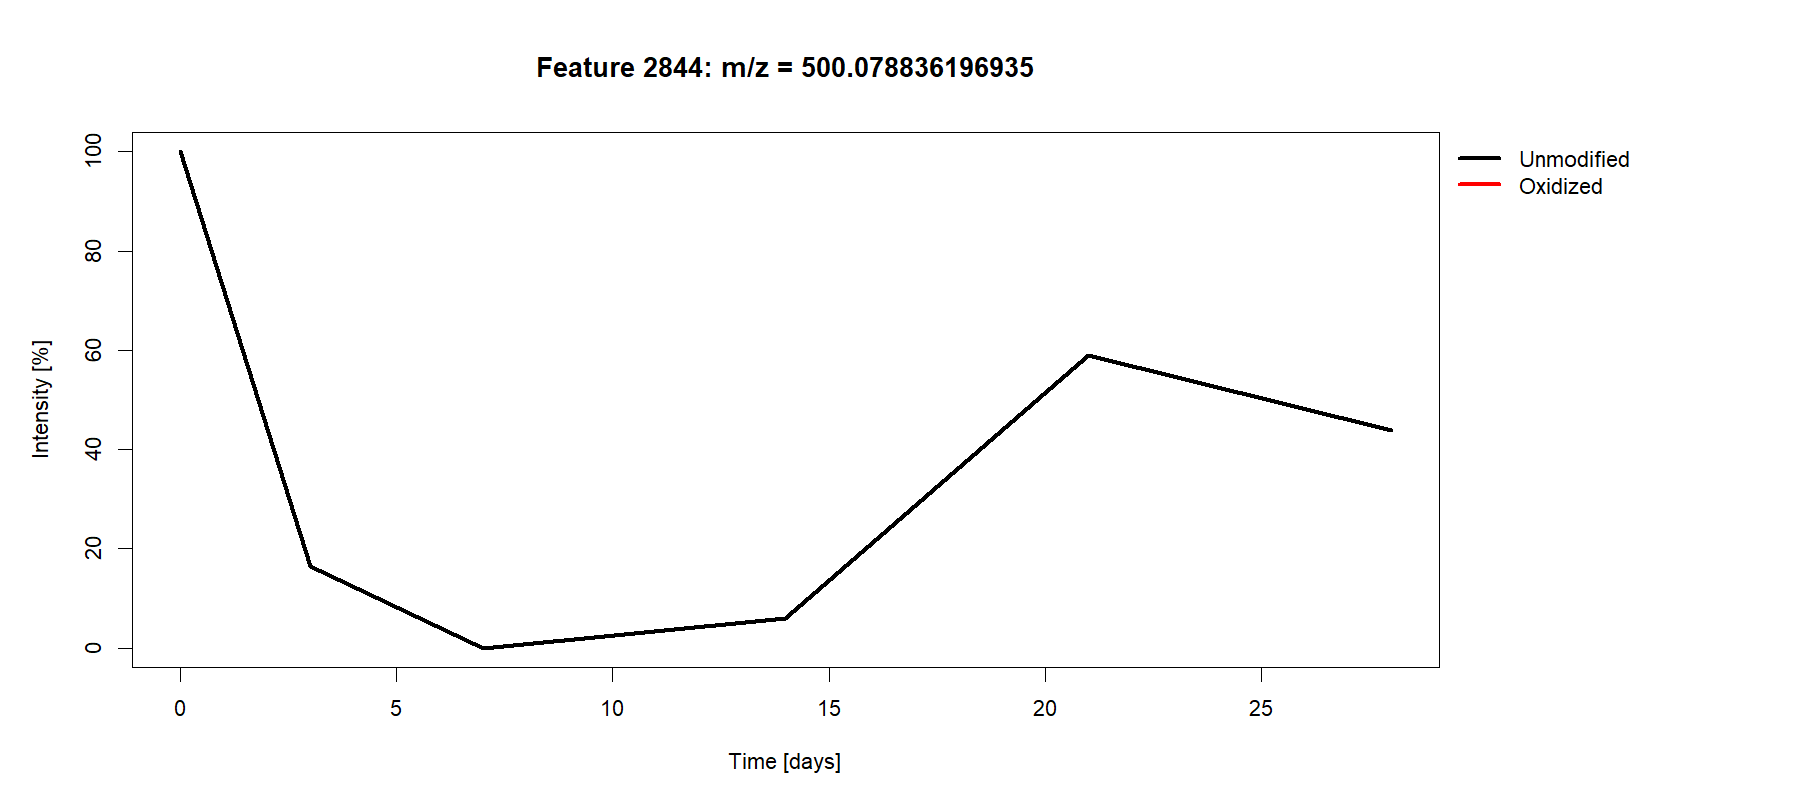 Feature 2844: m/z = 500.078836196935
Unmodified
Oxidized
Intensity [%]
100
80
60
40
20
0
0 5 10 15 20 25
Time [days]